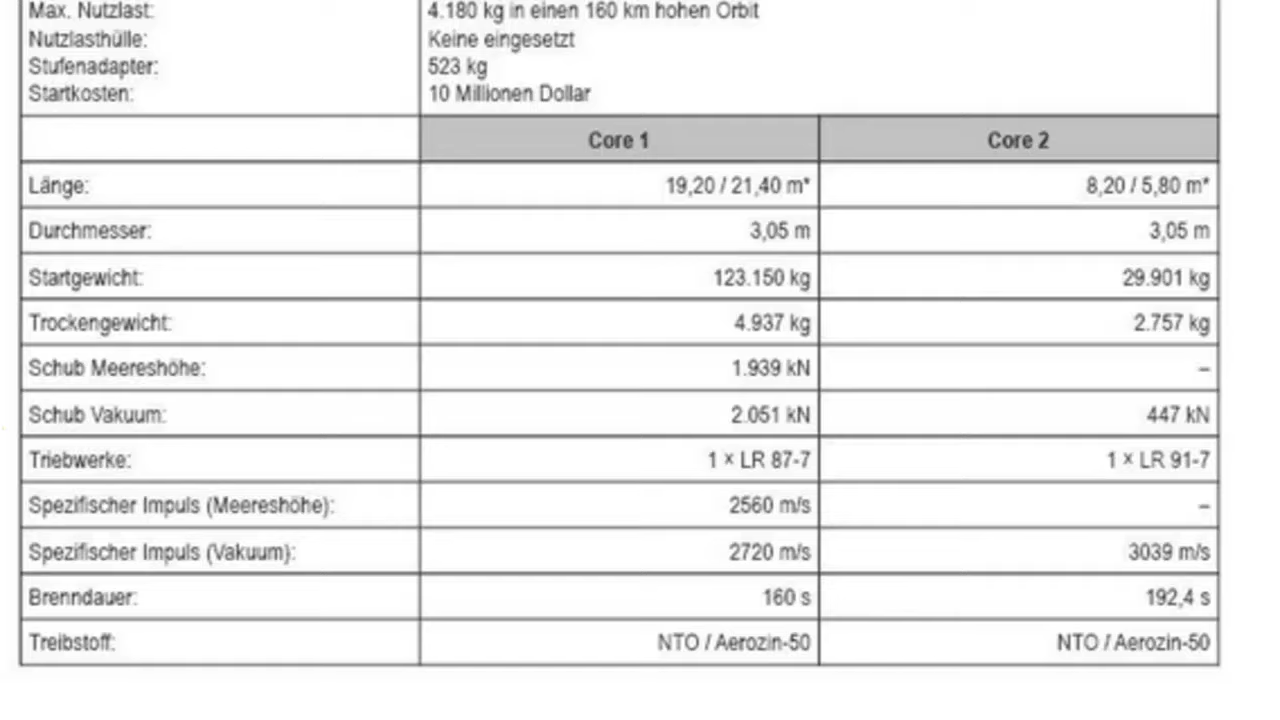 Max. Nutzlast: 4.180 kg in einen 160 km hohen Orbit
Nutzlasthülle: Keine eingesetzt
Stufenadapter: 523 kg
Startkosten: 10 Millionen Dollar
Core 1 Core 2
Länge: 19,20 / 21,40 m* 8,20 / 5,80 m*
Durchmesser: 3,05 m 3,05 m
Startgewicht: 123.150 kg 29.901 kg
Trockengewicht: 4.937 kg 2.757 kg
Schub Meereshöhe: 1.939 kN –
Schub Vakuum: 2.051 kN 447 kN
Triebwerke: 1 × LR 87-7 1 × LR 91-7
Spezifischer Impuls (Meereshöhe): 2560 m/s –
Spezifischer Impuls (Vakuum): 2720 m/s 3039 m/s
Brenndauer: 160 s 192,4 s
Treibstoff: NTO / Aerozin-50 NTO / Aerozin-50